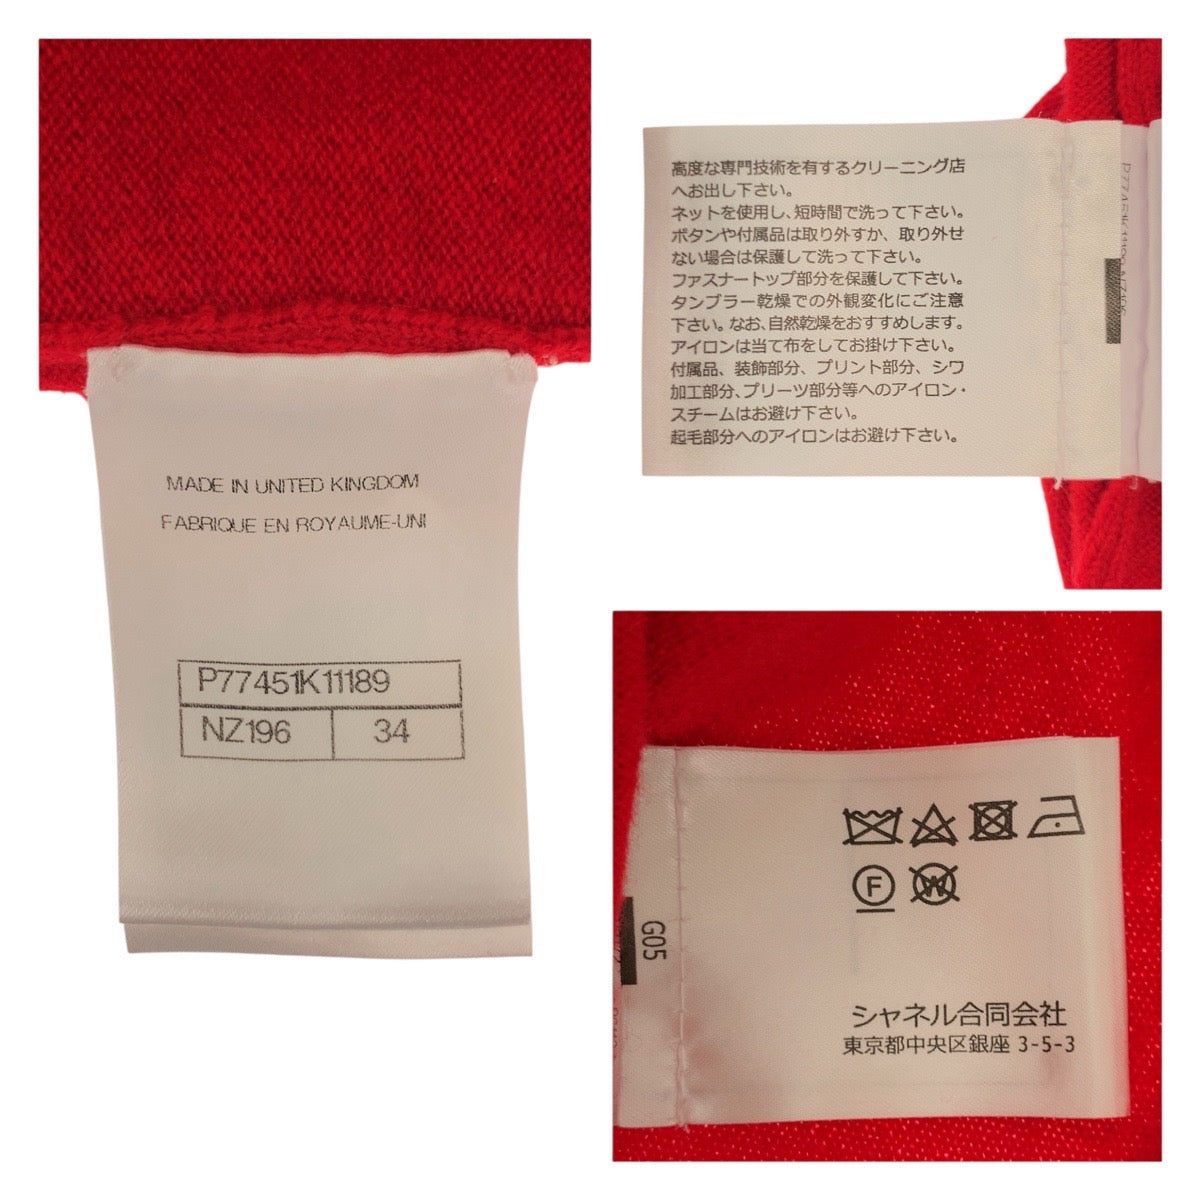 MADE IN UNITED KINGDOM
FABRIQUE EN ROYAUME-UNI
P77451K11189
NZ196 34
高度な専門技術を有するクリーニング店
へお出し下さい。
ネットを使用し、短時間で洗って下さい。
ボタンや付属品は取り外すか、取り外せ
ない場合は保護して洗って下さい。
ファスナートップ部分を保護して下さい。
タンブラー乾燥での外観変化にご注意
下さい。なお、自然乾燥をおすすめします。
アイロンは当て布をしてお掛け下さい。
付属品、装飾部分、プリント部分、シワ
加工部分、プリーツ部分等へのアイロン・
スチームはお避け下さい。
起毛部分へのアイロンはお避け下さい。
F W
G05
シャネル合同会社
東京都中央区銀座 3-5-3